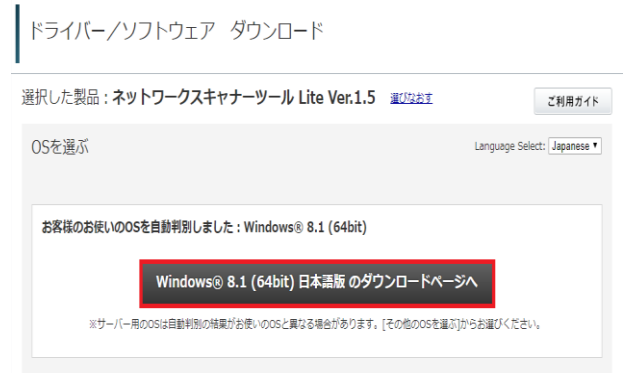 ドライバー/ソフトウェア ダウンロード
選択した製品 : ネットワークスキャナーツール Lite Ver.1.5 選びなおす ご利用ガイド
OSを選ぶ Language Select: Japanese ▼
お客様のお使いのOSを自動判別しました : Windows® 8.1 (64bit)
Windows® 8.1 (64bit) 日本語版 のダウンロードページへ
※サーバー用のOSは自動判別の結果がお使いのOSと異なる場合があります。[その他のOSを選ぶ]からお選びください。